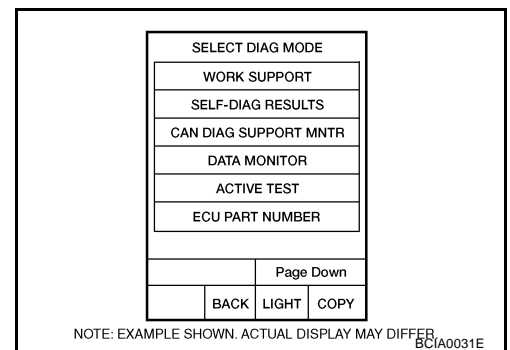 SELECT DIAG MODE
WORK SUPPORT
SELF-DIAG RESULTS
CAN DIAG SUPPORT MNTR
DATA MONITOR
ACTIVE TEST
ECU PART NUMBER
Page Down
BACK LIGHT COPY
NOTE: EXAMPLE SHOWN. ACTUAL DISPLAY MAY DIFFER.
BCIA0031E